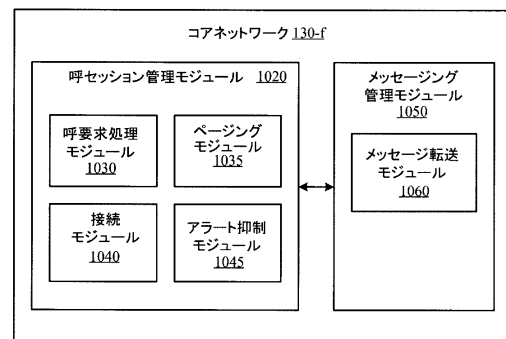 コアネットワーク 130-f
呼セッション管理モジュール 1020
呼要求処理
モジュール
1030
ページング
モジュール
1035
接続
モジュール
1040
アラート抑制
モジュール
1045
メッセージング
管理モジュール
1050
メッセージ転送
モジュール
1060